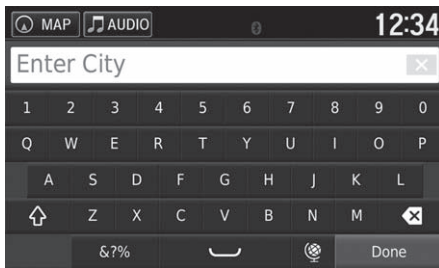 MAP AUDIO 12:34
Enter City
1 2 3 4 5 6 7 8 9 0
Q W E R T Y U I O P
A S D F G H J K L
Z X C V B N M
&?% Done